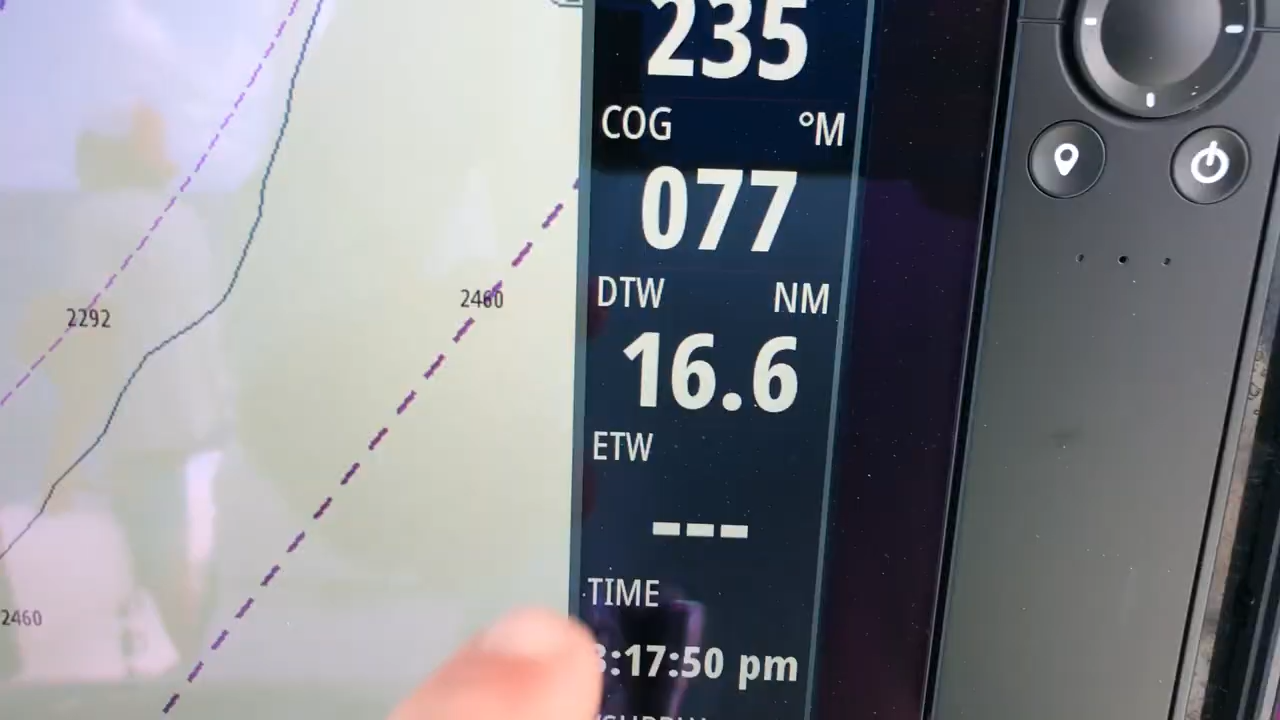 235
COG °M
077
DTW NM
2460
2292
16.6
ETW
---
TIME
2460
:17:50 pm